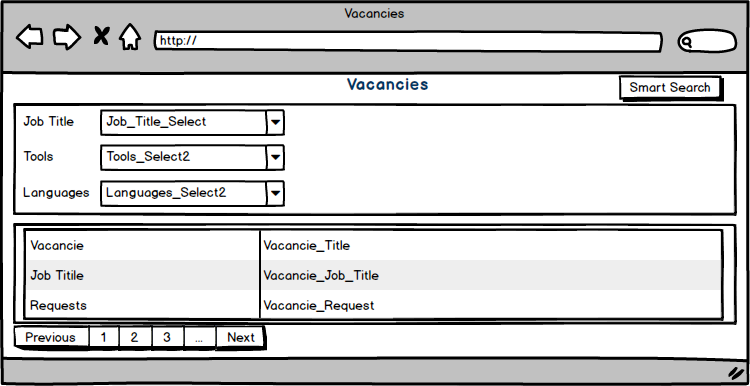 Vacancies
http://
Vacancies
Smart Search
Job Title Job_Title_Select
Tools Tools_Select2
Languages Languages_Select2
Vacancie Vacancie_Title
Job Titile Vacancie_Job_Title
Requests Vacancie_Request
Previous 1 2 3 ... Next